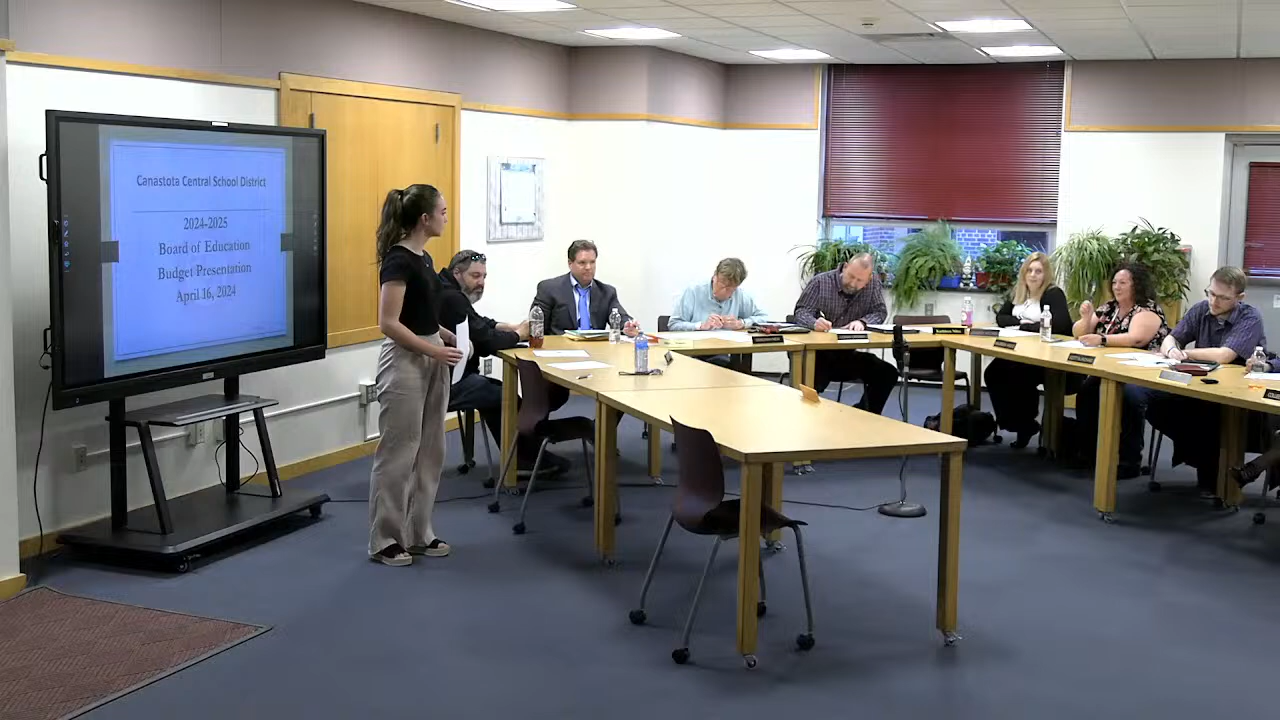 Canastota Central School District
2024-2025
Board of Education
Budget Presentation
April 16, 2024